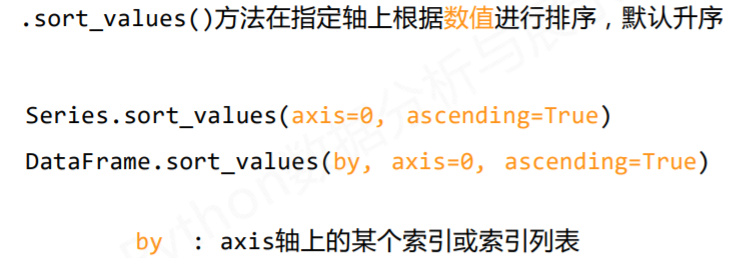 .sort_values()方法在指定轴上根据数值进行排序，默认升序
Series.sort_values(axis=0, ascending=True)
DataFrame.sort_values(by, axis=0, ascending=True)
by : axis轴上的某个索引或索引列表